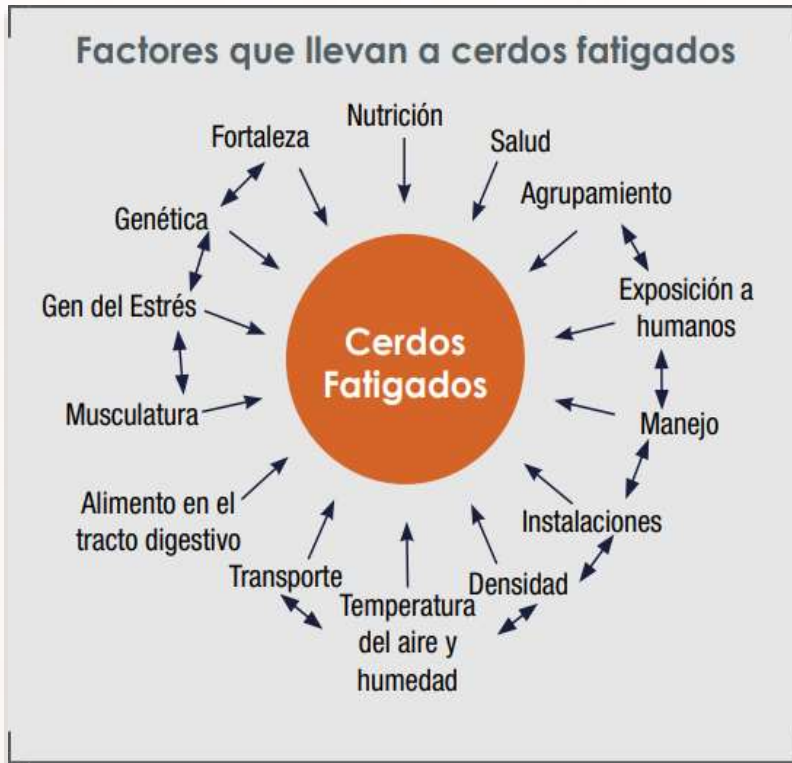 Factores que llevan a cerdos fatigados
Nutrición
Fortaleza
Salud
Agrupamiento
Genética
Exposición a
humanos
Gen del Estrés
Cerdos
Fatigados
Musculatura
Manejo
Alimento en el
tracto digestivo
Instalaciones
Transporte
Densidad
Temperatura
del aire y
humedad